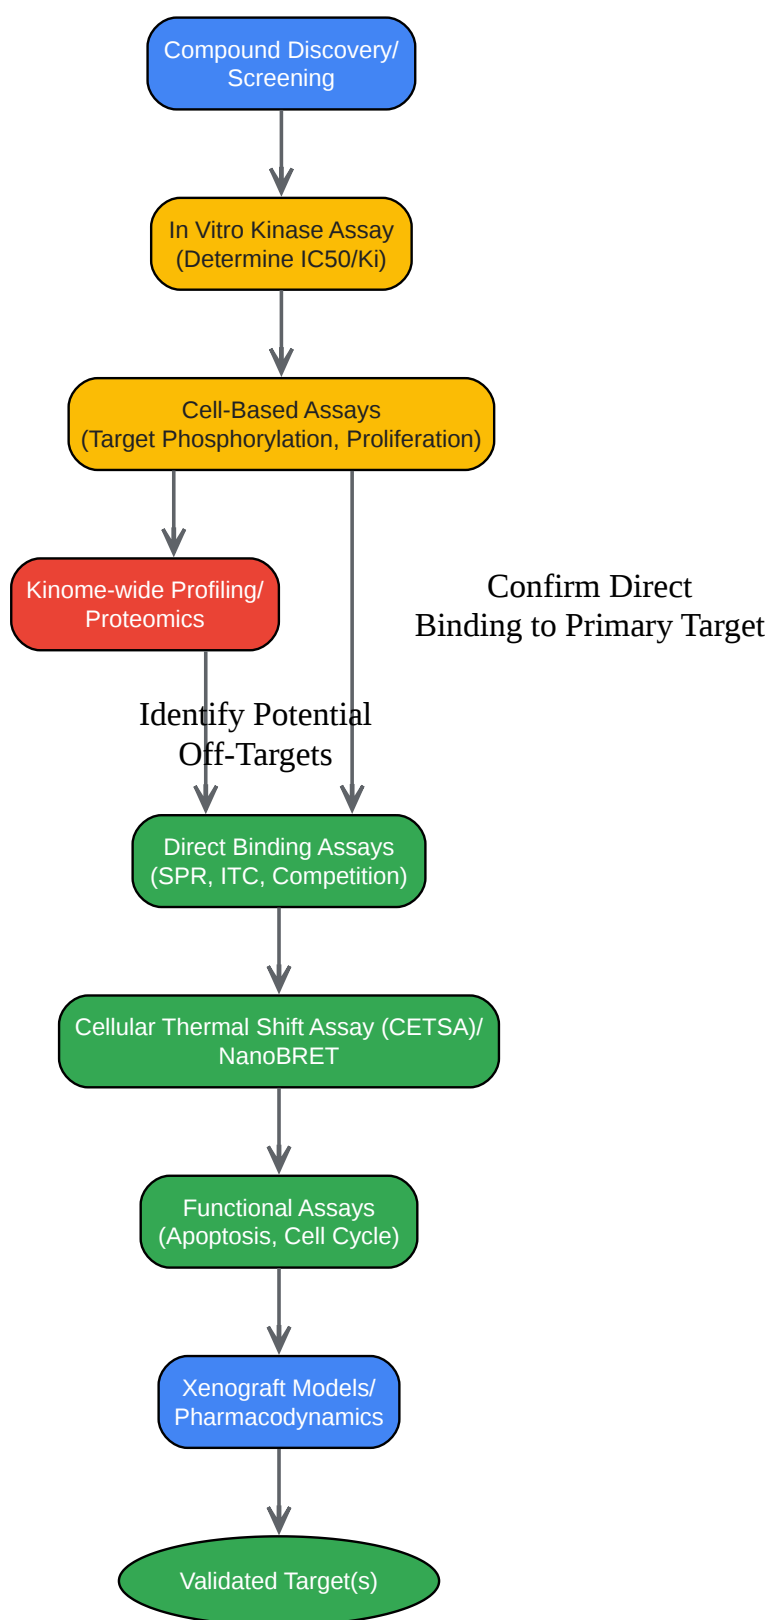 Compound Discovery/
Screening
In Vitro Kinase Assay
(Determine IC50/Ki)
Cell-Based Assays
(Target Phosphorylation, Proliferation)
Kinome-wide Profiling/
Proteomics
Confirm Direct
Binding to Primary Target
Identify Potential
Off-Targets
Direct Binding Assays
(SPR, ITC, Competition)
Cellular Thermal Shift Assay (CETSA)/
NanoBRET
Functional Assays
(Apoptosis, Cell Cycle)
Xenograft Models/
Pharmacodynamics
Validated Target(s)